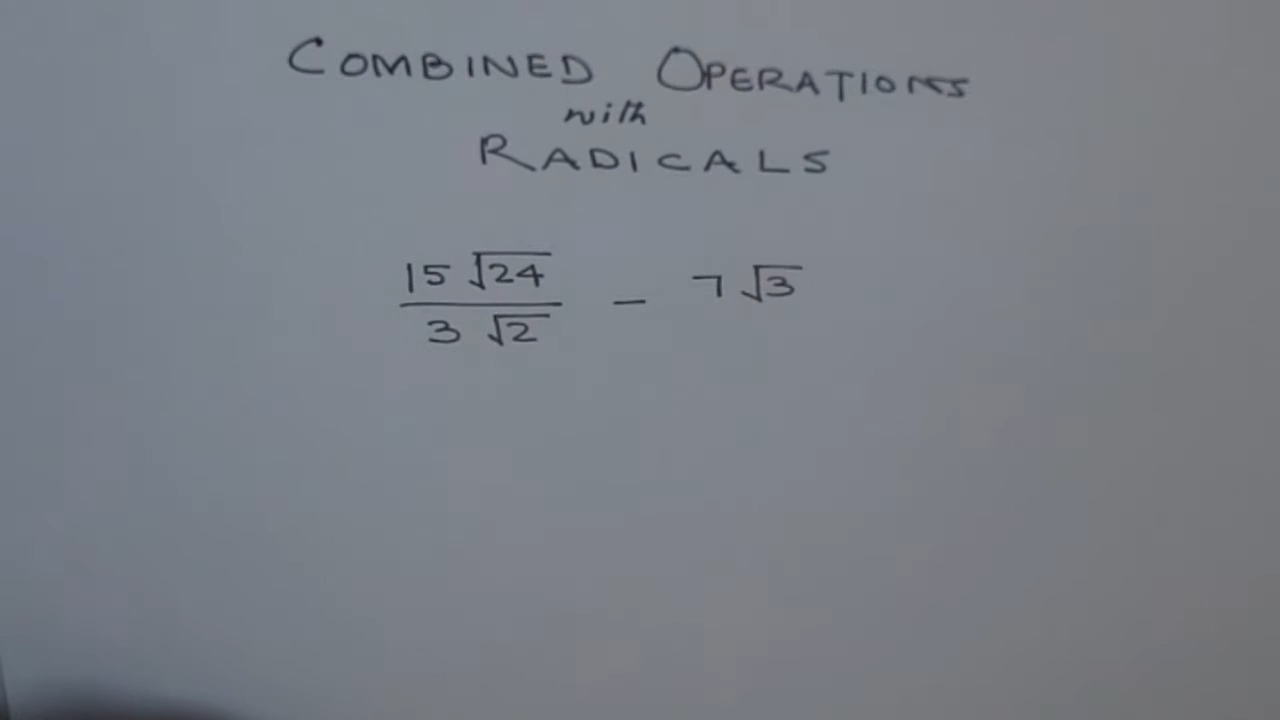 COMBINED OPERATIONS
with
RADICALS
15 √24
3 √2
− 7 √3